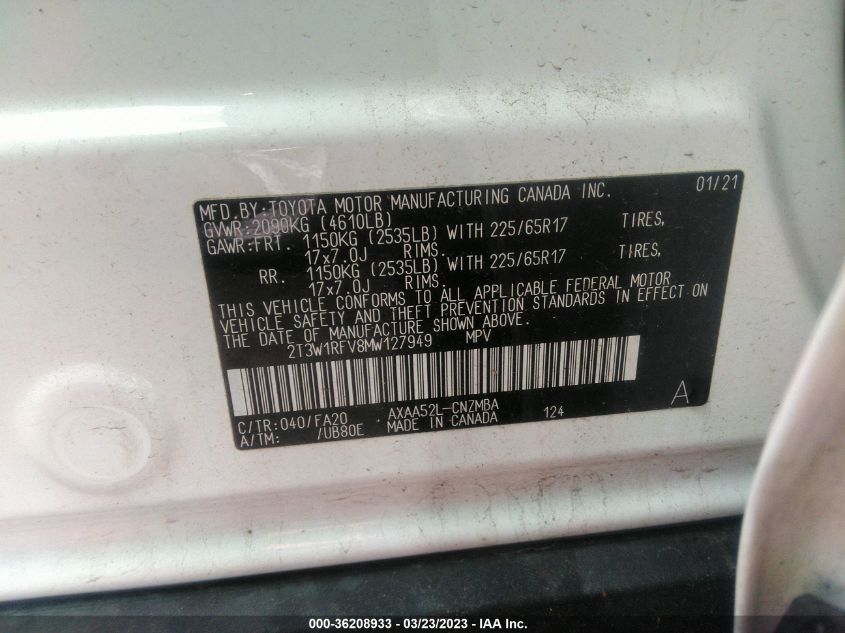 MFD.BY:TOYOTA MOTOR MANUFACTURING CANADA INC. 01/21
GVWR:2090KG (4610LB)
GAWR:FRT. 1150KG (2535LB) WITH 225/65R17 TIRES,
17x7.0J RIMS.
RR. 1150KG (2535LB) WITH 225/65R17 TIRES,
17x7.0J RIMS.
THIS VEHICLE CONFORMS TO ALL APPLICABLE FEDERAL MOTOR
VEHICLE SAFETY AND THEFT PREVENTION STANDARDS IN EFFECT ON
THE DATE OF MANUFACTURE SHOWN ABOVE.
2T3W1RFV8MW127949 MPV
A
C/TR:040/FA20 AXAA52L-CNZMBA 124
A/TM: /UB80E MADE IN CANADA
000-36208933 / 03/23/2023 - IAA Inc.